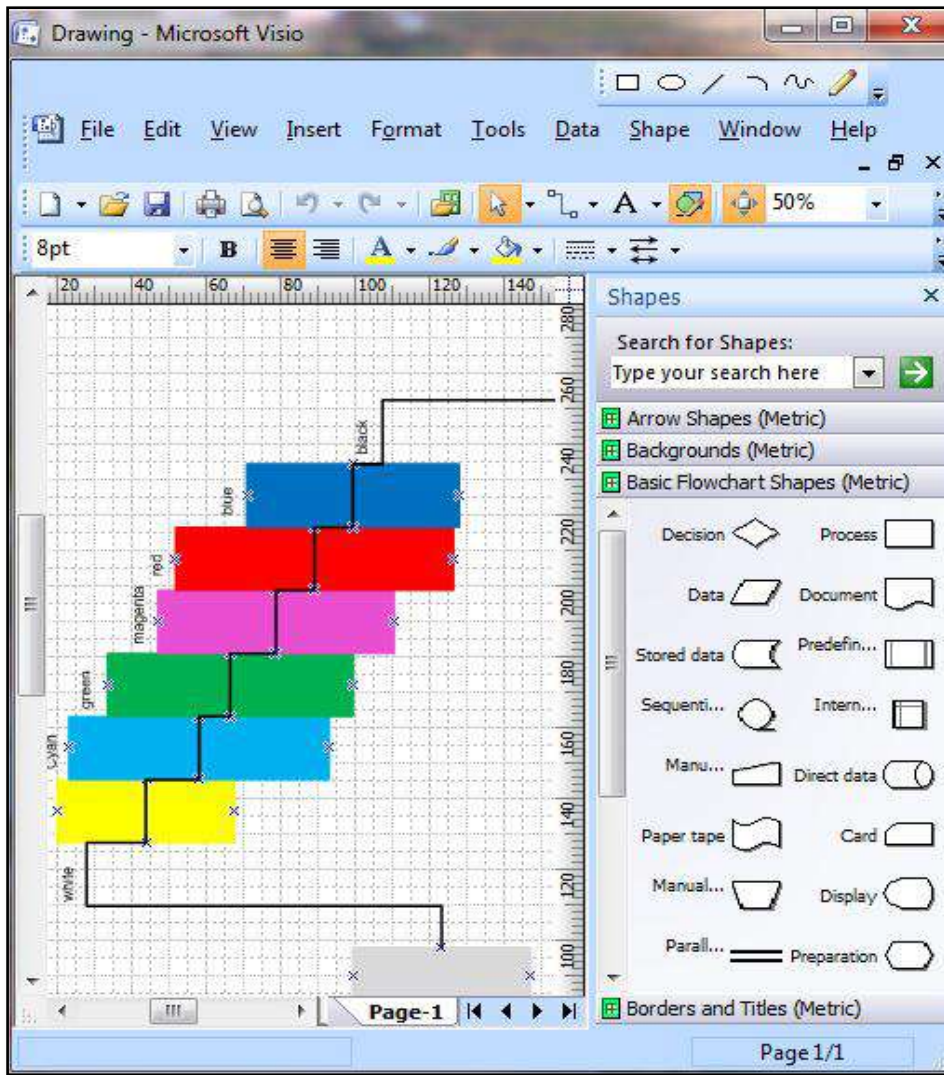 Drawing - Microsoft Visio
File Edit View Insert Format Tools Data Shape Window Help
A 50%
8pt B A
20 40 60 80 100 120 140
Shapes
Search for Shapes:
Type your search here
Arrow Shapes (Metric)
Backgrounds (Metric)
Basic Flowchart Shapes (Metric)
Decision Process
Data Document
Stored data Predefin...
Sequenti... Intern...
Manu... Direct data
Paper tape Card
Manual... Display
Parall... Preparation
Borders and Titles (Metric)
280
260
240
220
200
180
160
140
120
100
black
blue
red
magenta
green
cyan
white
Page-1
Page 1/1